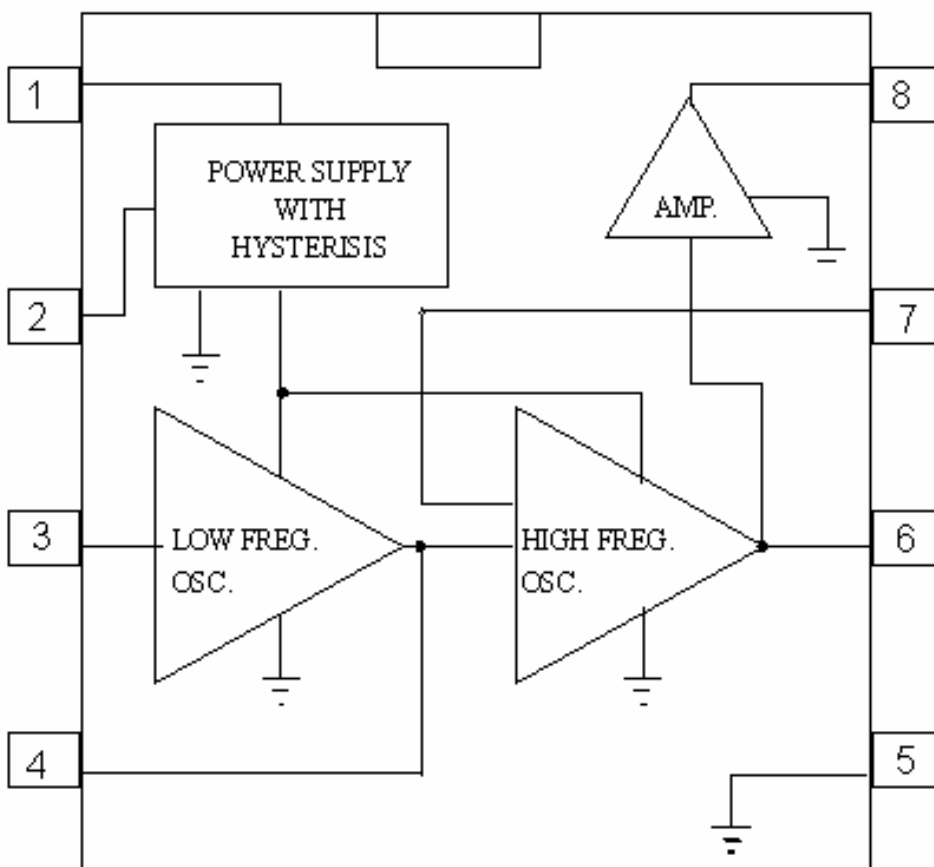 1
8
POWER SUPPLY
WITH
HYSTERISIS
AMP.
2
7
3
LOW FREG.
OSC.
HIGH FREG.
OSC.
6
4
5